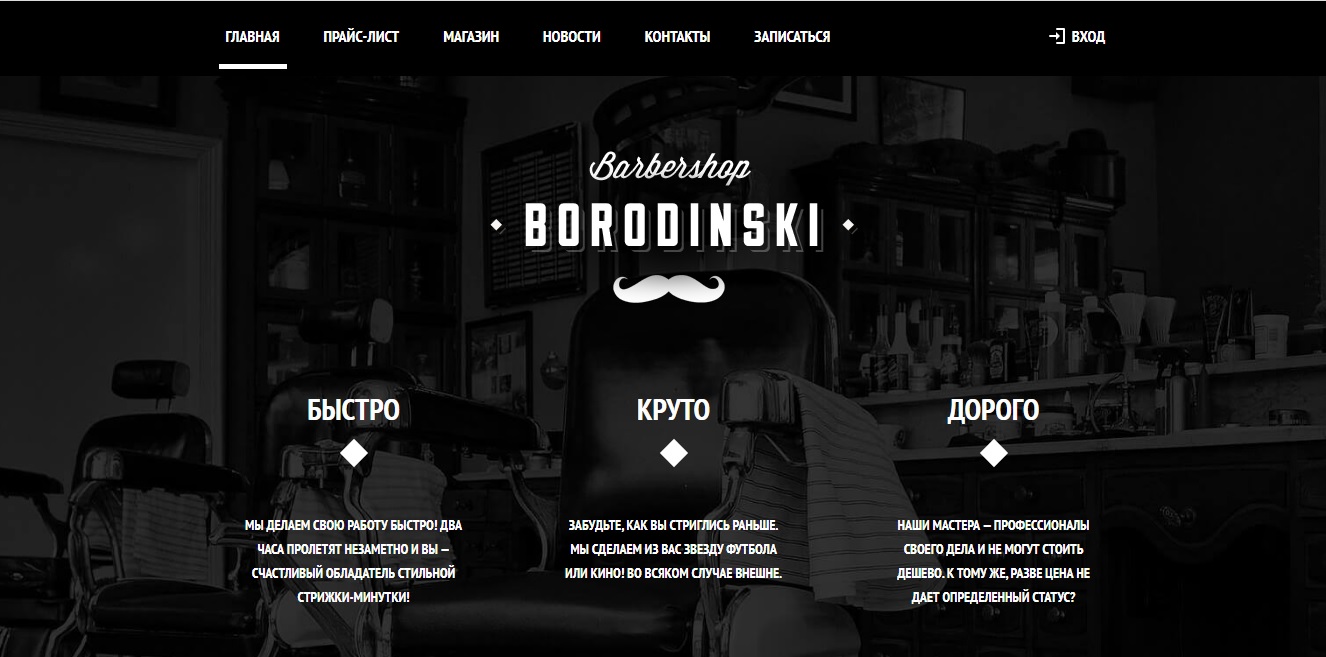 ГЛАВНАЯ ПРАЙС-ЛИСТ МАГАЗИН НОВОСТИ КОНТАКТЫ ЗАПИСАТЬСЯ ВХОД
Barbershop
BORODINSKI
БЫСТРО
МЫ ДЕЛАЕМ СВОЮ РАБОТУ БЫСТРО! ДВА
ЧАСА ПРОЛЕТЯТ НЕЗАМЕТНО И ВЫ —
СЧАСТЛИВЫЙ ОБЛАДАТЕЛЬ СТИЛЬНОЙ
СТРИЖКИ-МИНУТКИ!
КРУТО
ЗАБУДЬТЕ, КАК ВЫ СТРИГЛИСЬ РАНЬШЕ.
МЫ СДЕЛАЕМ ИЗ ВАС ЗВЕЗДУ ФУТБОЛА
ИЛИ КИНО! ВО ВСЯКОМ СЛУЧАЕ ВНЕШНЕ.
ДОРОГО
НАШИ МАСТЕРА — ПРОФЕССИОНАЛЫ
СВОЕГО ДЕЛА И НЕ МОГУТ СТОИТЬ
ДЕШЕВО. К ТОМУ ЖЕ, РАЗВЕ ЦЕНА НЕ
ДАЕТ ОПРЕДЕЛЕННЫЙ СТАТУС?